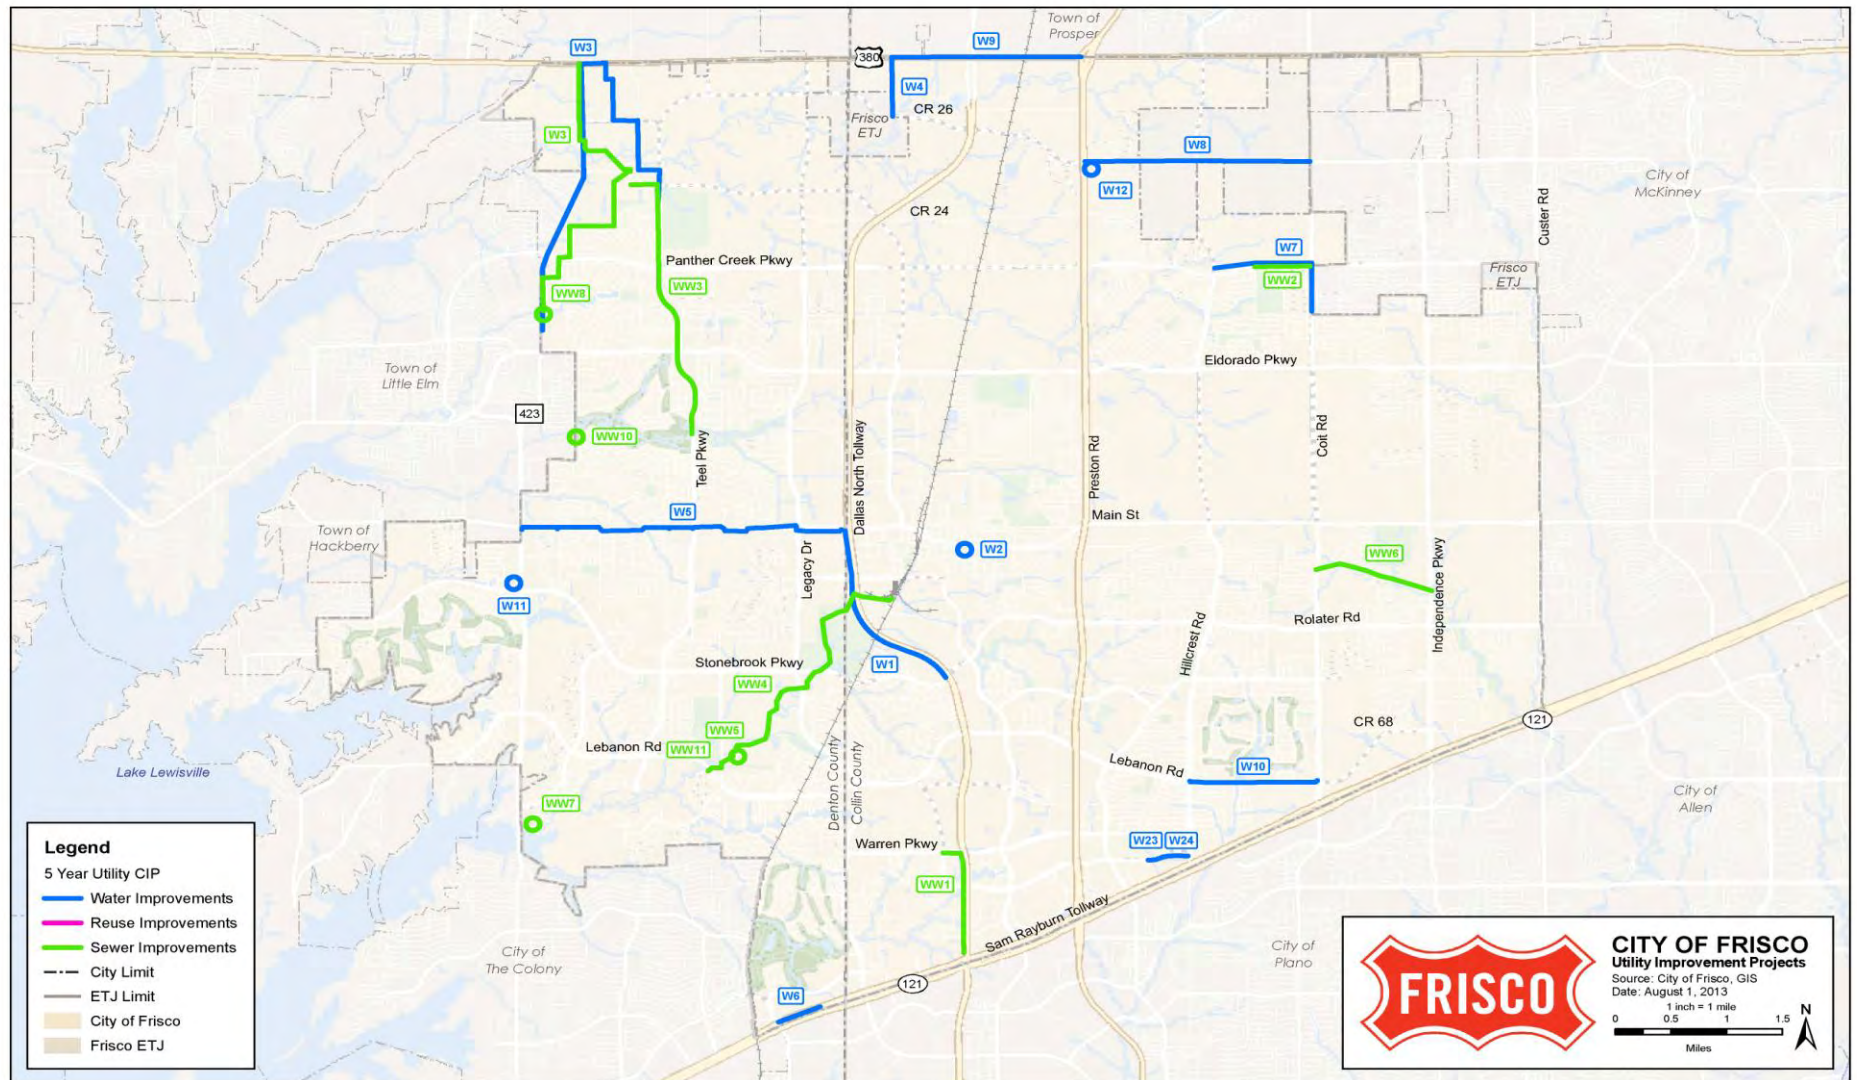 Town of
Prosper
W3
W9
380
W4
CR 26
Frisco
ETJ
W3
W8
W12
City of
McKinney
CR 24
Custer Rd
W7
Panther Creek Pkwy
Frisco
ETJ
WW2
WW3
WW8
Eldorado Pkwy
Town of
Little Elm
423
WW10
Teel Pkwy
Dallas North Tollway
Preston Rd
Coit Rd
W5
Main St
Town of
Hackberry
W2
WW6
Legacy Dr
W11
Independence Pkwy
Rolater Rd
Hillcrest Rd
Stonebrook Pkwy
W1
WW4
CR 68
121
WW5
Lebanon Rd
WW11
Lake Lewisville
Denton County
Collin County
Lebanon Rd
W10
City of
Allen
WW7
Warren Pkwy
W23
W24
WW1
Sam Rayburn Tollway
City of
The Colony
City of
Plano
121
W6
Legend
5 Year Utility CIP
Water Improvements
Reuse Improvements
Sewer Improvements
City Limit
ETJ Limit
City of Frisco
Frisco ETJ
FRISCO
CITY OF FRISCO
Utility Improvement Projects
Source: City of Frisco, GIS
Date: August 1, 2013
1 inch = 1 mile
0 0.5 1 1.5
Miles
N